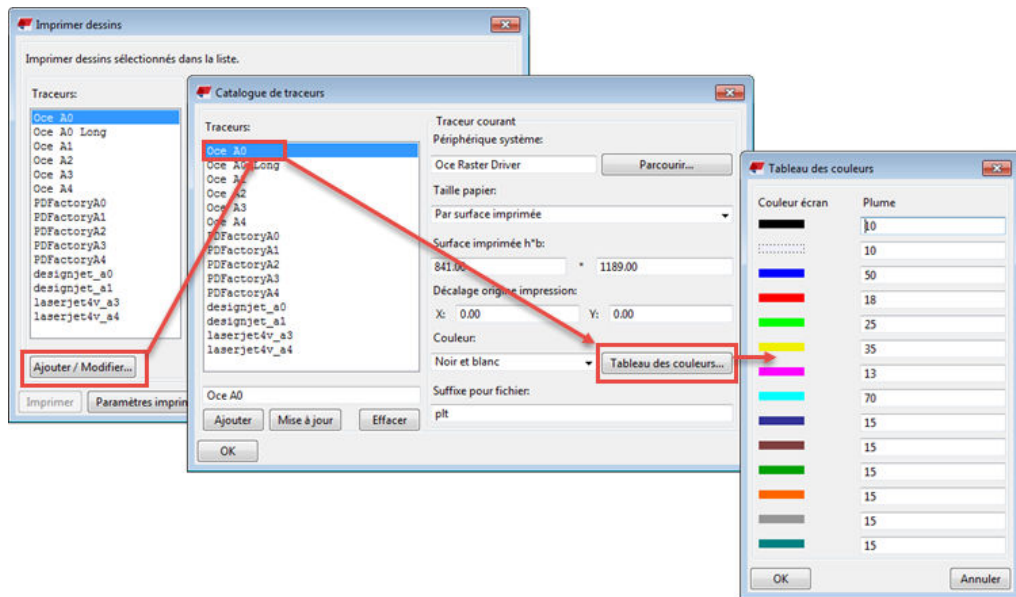 Imprimer dessins
Imprimer dessins sélectionnés dans la liste.
Traceurs:
Oce A0
Oce A0 Long
Oce A1
Oce A2
Oce A3
Oce A4
PDFactoryA0
PDFactoryA1
PDFactoryA2
PDFactoryA3
PDFactoryA4
designjet_a0
designjet_a1
laserjet4v_a3
laserjet4v_a4
Ajouter / Modifier...
Imprimer
Paramètres imprim
Catalogue de traceurs
Traceurs:
Oce A0
Oce A0 Long
Oce A1
Oce A2
Oce A3
Oce A4
PDFactoryA0
PDFactoryA1
PDFactoryA2
PDFactoryA3
PDFactoryA4
designjet_a0
designjet_a1
laserjet4v_a3
laserjet4v_a4
Oce A0
Ajouter Mise à jour Effacer
OK
Traceur courant
Périphérique système:
Oce Raster Driver Parcourir...
Taille papier:
Par surface imprimée
Surface imprimée h*b:
841.00 * 1189.00
Décalage origine impression:
X: 0.00 Y: 0.00
Couleur:
Noir et blanc Tableau des couleurs...
Suffixe pour fichier:
plt
Tableau des couleurs
Couleur écran Plume
10
10
50
18
25
35
13
70
15
15
15
15
15
15
OK Annuler